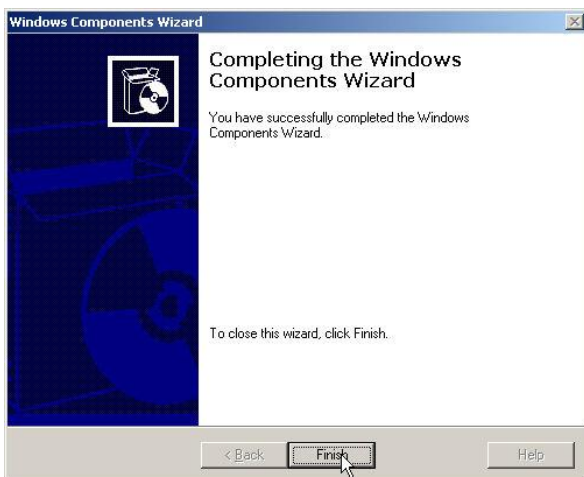 Windows Components Wizard
Completing the Windows
Components Wizard
You have successfully completed the Windows
Components Wizard.
To close this wizard, click Finish.
< Back
Finish
Help